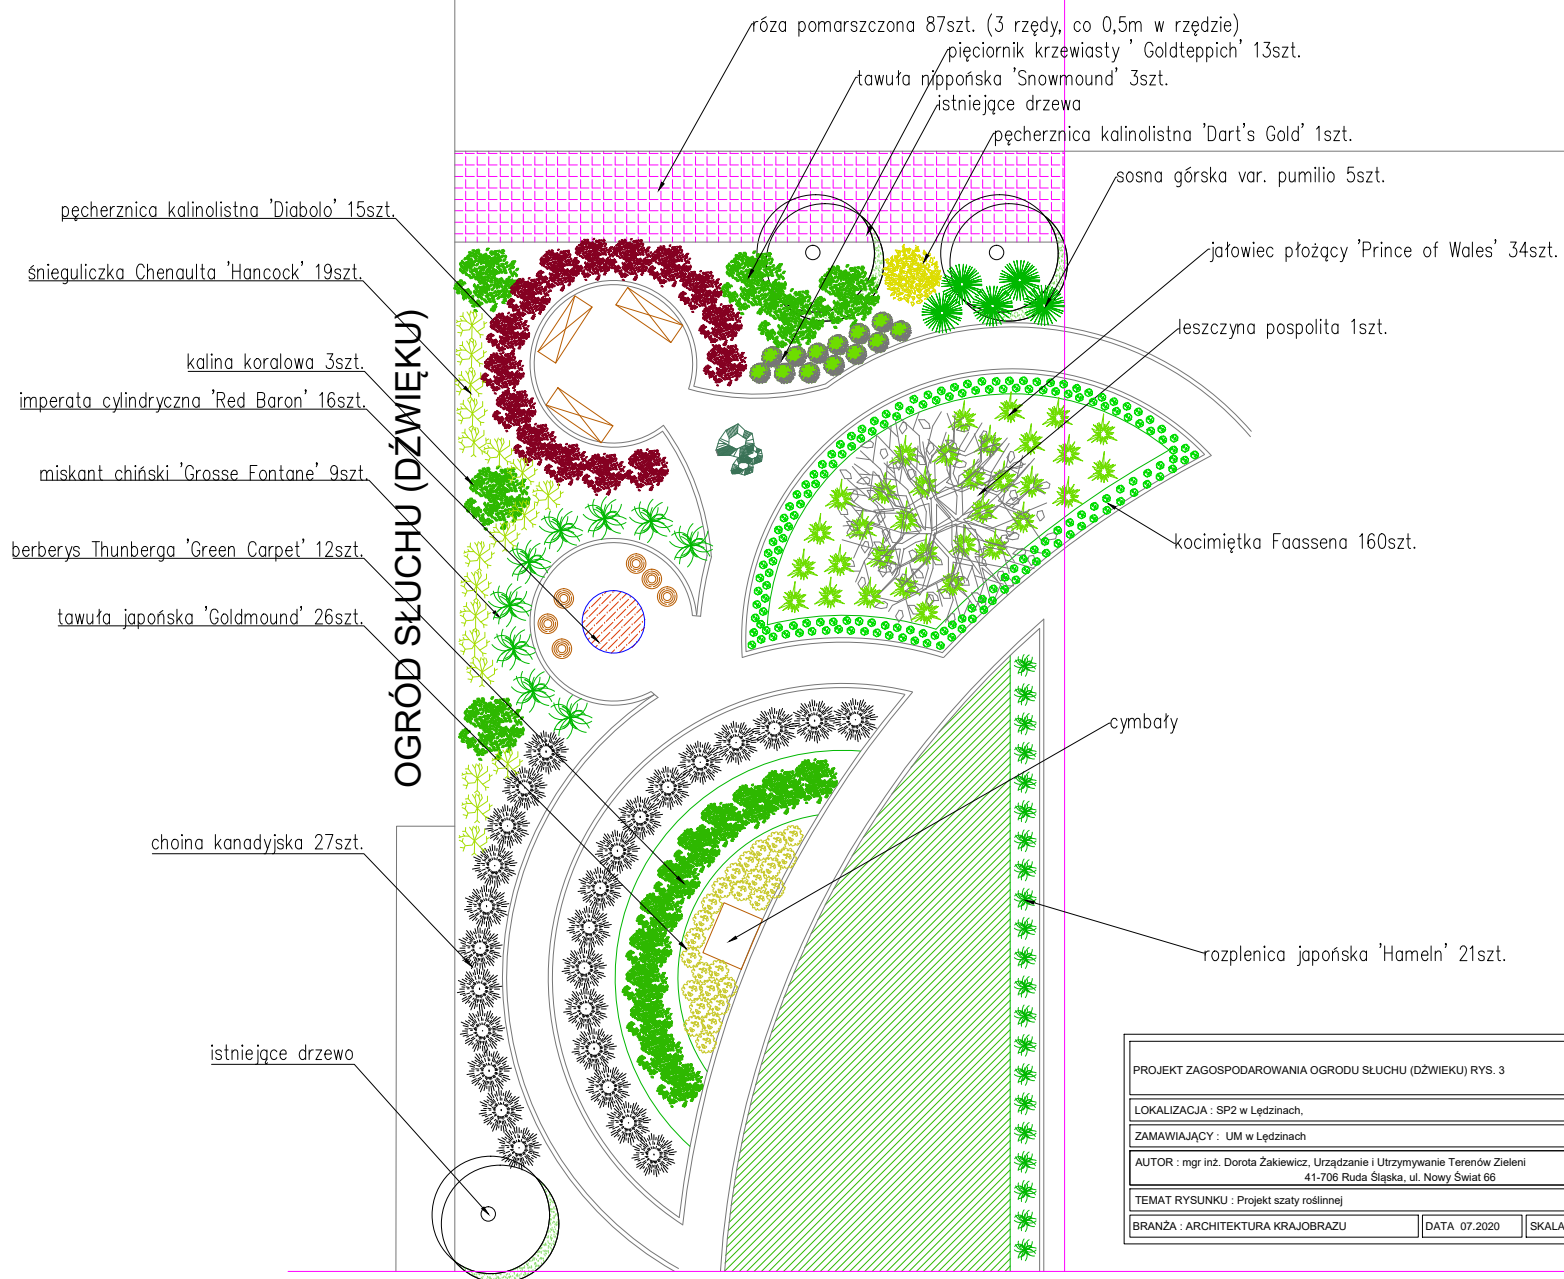 róza pomarszczona 87szt. (3 rzędy, co 0,5m w rzędzie)
pięciornik krzewiasty ' Goldteppich' 13szt.
tawuła nippońska 'Snowmound' 3szt.
istniejące drzewa
pęcherznica kalinolistna 'Dart's Gold' 1szt.
sosna górska var. pumilio 5szt.
pęcherznica kalinolistna 'Diabolo' 15szt.
jałowiec płożący 'Prince of Wales' 34szt.
śnieguliczka Chenaulta 'Hancock' 19szt.
leszczyna pospolita 1szt.
kalina koralowa 3szt.
imperata cylindryczna 'Red Baron' 16szt.
miskant chiński 'Grosse Fontane' 9szt.
kocimiętka Faassena 160szt.
berberys Thunberga 'Green Carpet' 12szt.
tawuła japońska 'Goldmound' 26szt.
OGRÓD SŁUCHU (DŹWIĘKU)
cymbały
choina kanadyjska 27szt.
rozplenica japońska 'Hameln' 21szt.
istniejące drzewo
PROJEKT ZAGOSPODAROWANIA OGRODU SŁUCHU (DŹWIEKU) RYS. 3
LOKALIZACJA : SP2 w Lędzinach,
ZAMAWIAJĄCY : UM w Lędzinach
AUTOR : mgr inż. Dorota Żakiewicz, Urządzanie i Utrzymywanie Terenów Zieleni
41-706 Ruda Śląska, ul. Nowy Świat 66
TEMAT RYSUNKU : Projekt szaty roślinnej
BRANŻA : ARCHITEKTURA KRAJOBRAZU DATA 07.2020 SKALA